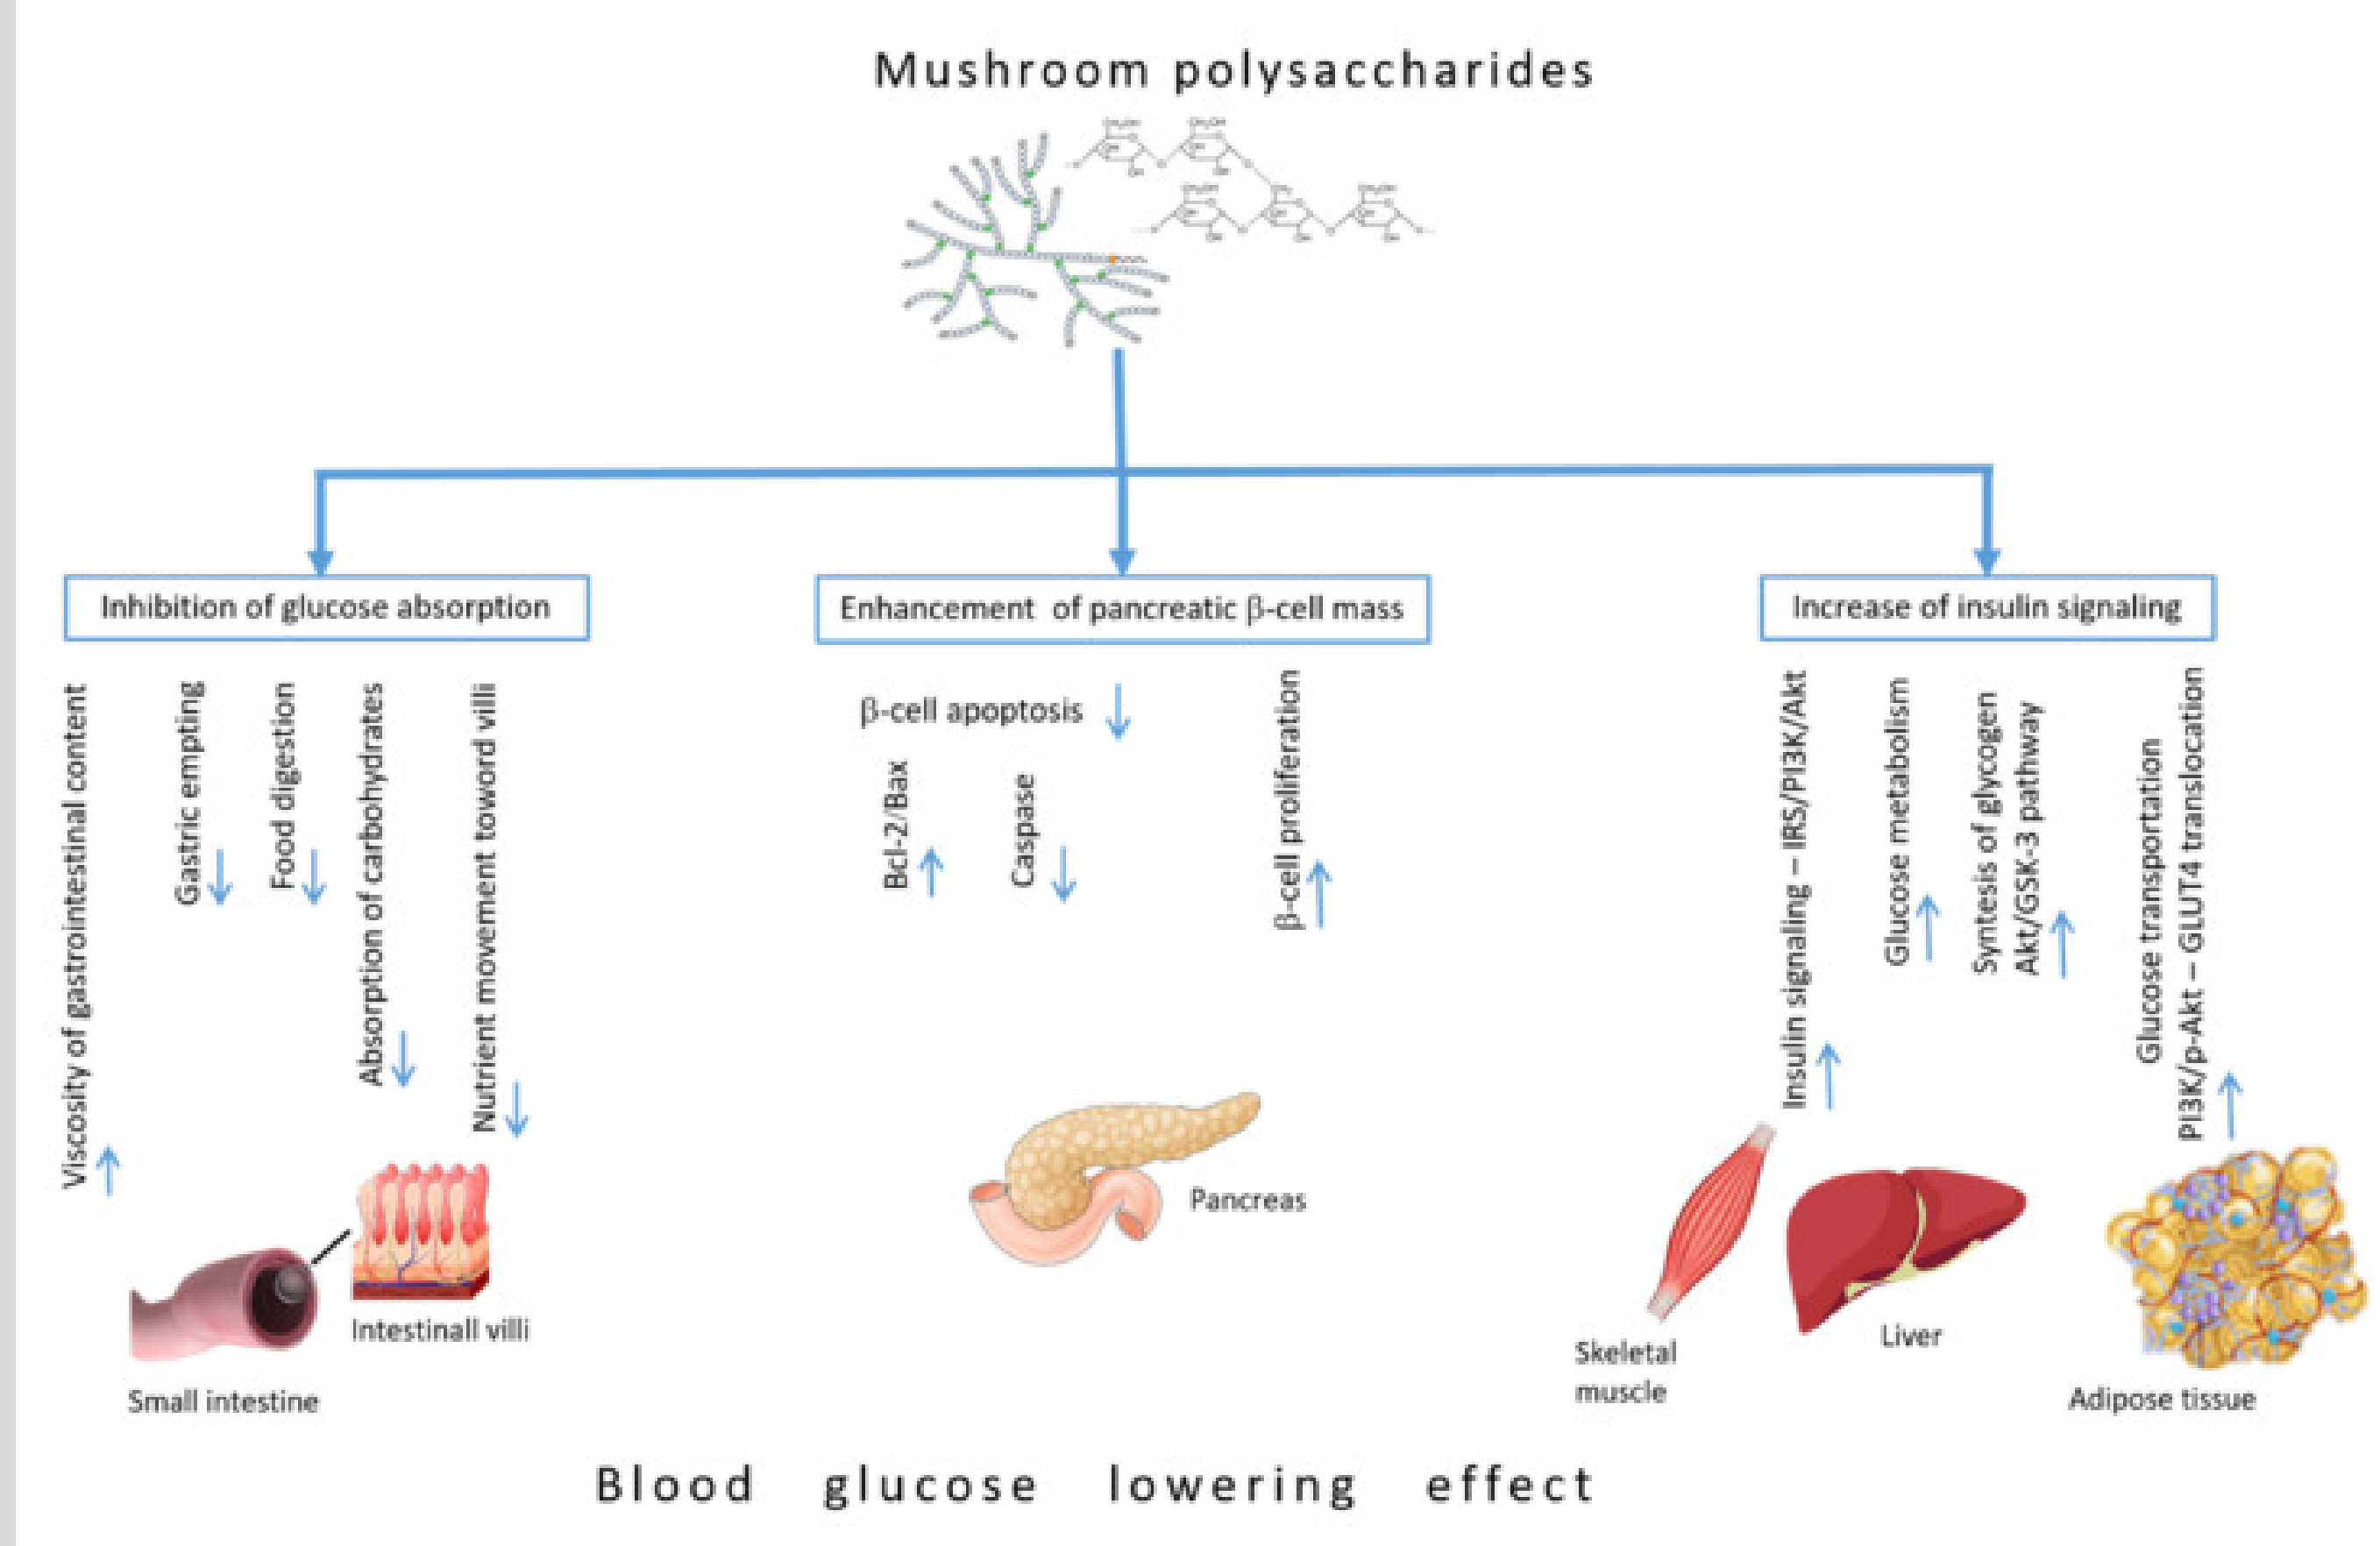 Mushroom polysaccharides
Inhibition of glucose absorption
Enhancement of pancreatic β-cell mass
Increase of insulin signaling
Viscosity of gastrointestinal content
Gastric empting
Food digestion
Absorption of carbohydrates
Nutrient movement toword villi
β-cell apoptosis
Bcl-2/Bax
Caspase
β-cell proliferation
Insulin signaling – IRS/PI3K/Akt
Glucose metabolism
Syntesis of glycogen
Akt/GSK-3 pathway
Glucose transportation
PI3K/p-Akt – GLUT4 translocation
Small intestine
Intestinall villi
Pancreas
Skeletal
muscle
Liver
Adipose tissue
Blood glucose lowering effect